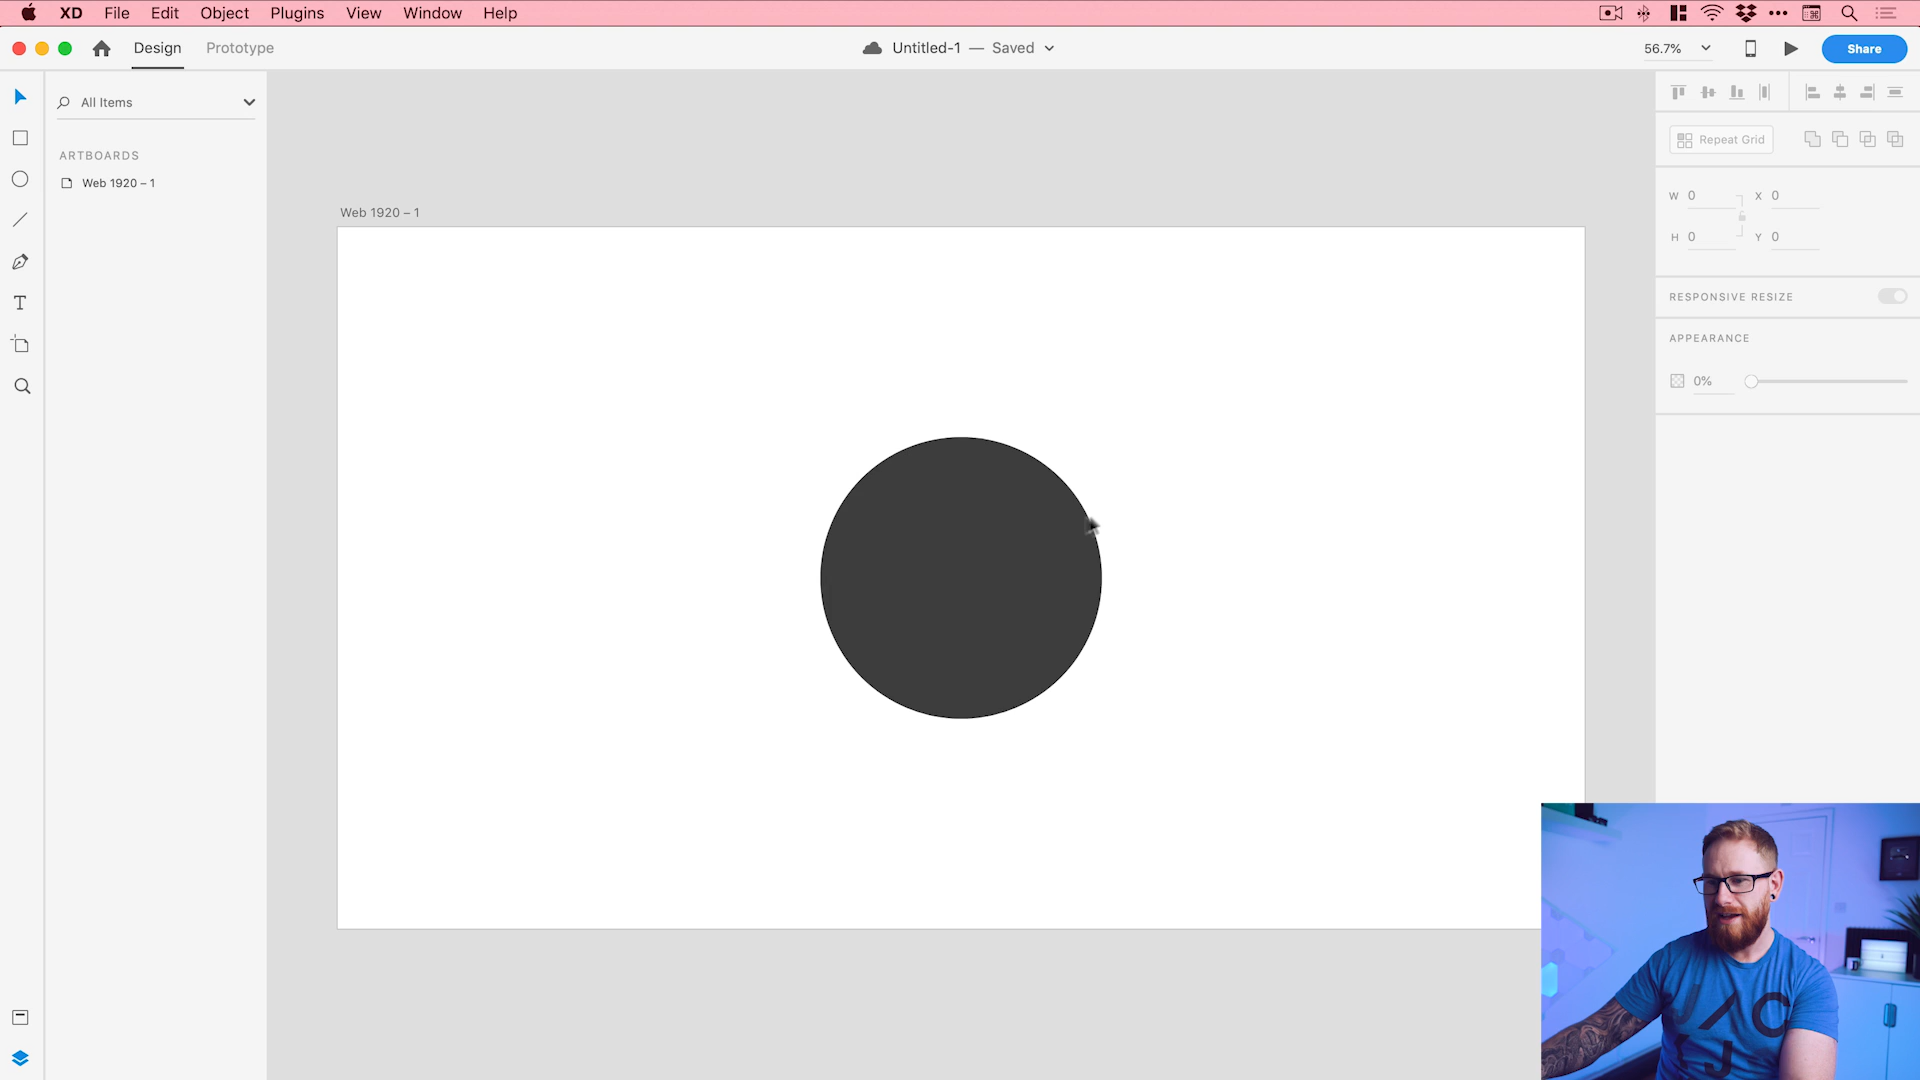 XD File Edit Object Plugins View Window Help
Design Prototype
Untitled-1 — Saved
56.7%
Share
All Items
ARTBOARDS
Web 1920 – 1
Web 1920 – 1
Repeat Grid
W 0 X 0
H 0 Y 0
RESPONSIVE RESIZE
APPEARANCE
0%